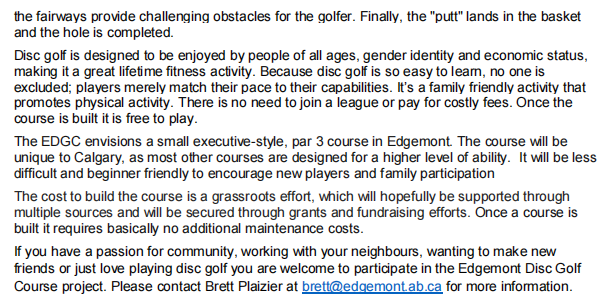 the fairways provide challenging obstacles for the golfer. Finally, the "putt" lands in the basket
and the hole is completed.
Disc golf is designed to be enjoyed by people of all ages, gender identity and economic status,
making it a great lifetime fitness activity. Because disc golf is so easy to learn, no one is
excluded; players merely match their pace to their capabilities. It's a family friendly activity that
promotes physical activity. There is no need to join a league or pay for costly fees. Once the
course is built it is free to play.
The EDGC envisions a small executive-style, par 3 course in Edgemont. The course will be
unique to Calgary, as most other courses are designed for a higher level of ability. It will be less
difficult and beginner friendly to encourage new players and family participation
The cost to build the course is a grassroots effort, which will hopefully be supported through
multiple sources and will be secured through grants and fundraising efforts. Once a course is
built it requires basically no additional maintenance costs.
If you have a passion for community, working with your neighbours, wanting to make new
friends or just love playing disc golf you are welcome to participate in the Edgemont Disc Golf
Course project. Please contact Brett Plaizier at brett@edgemont.ab.ca for more information.